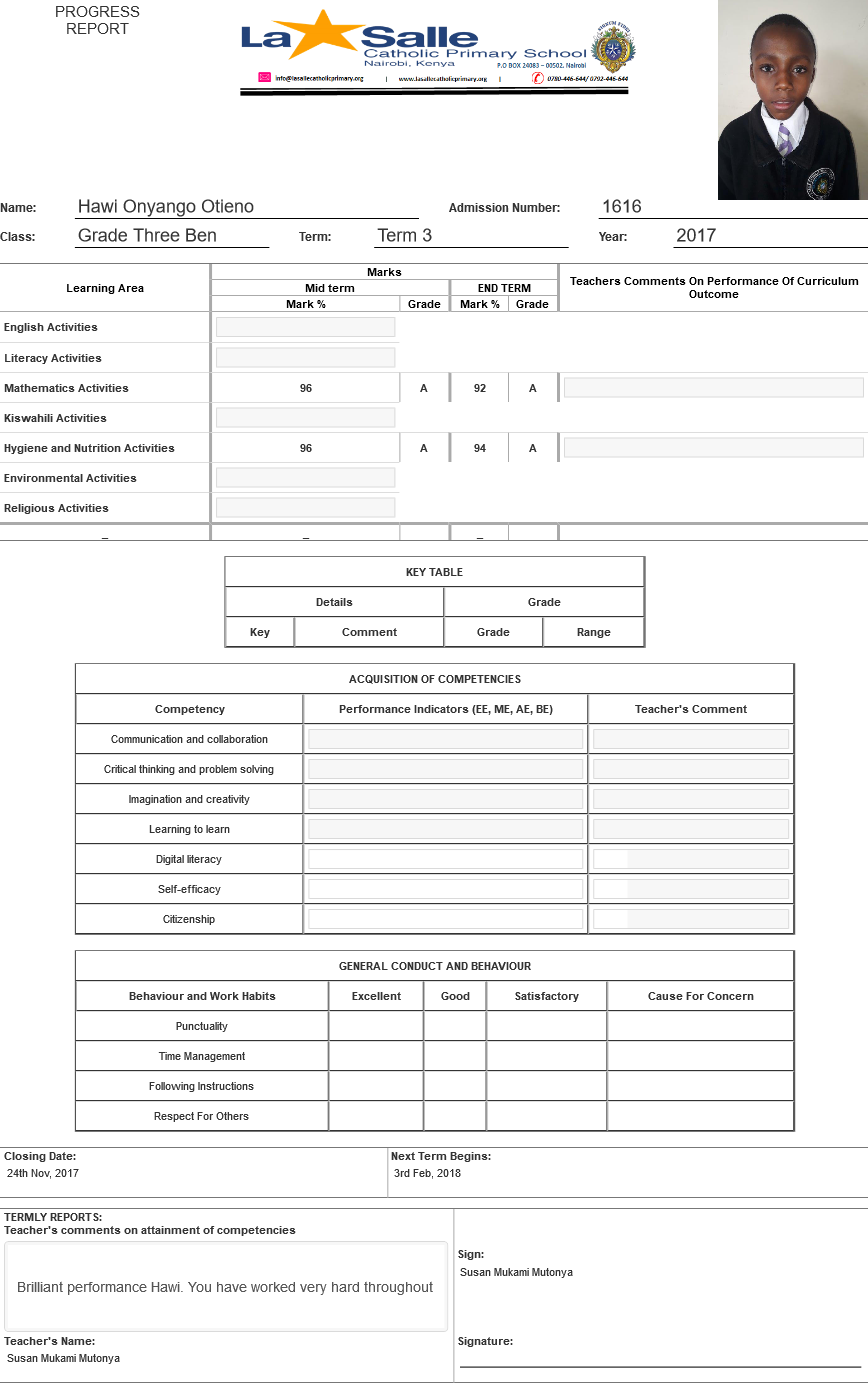 PROGRESS
REPORT
La Salle
Catholic Primary School
Nairobi, Kenya
P.O BOX 24083 – 00502, Nairobi
info@lasallecatholicprimary.org | www.lasallecatholicprimary.org | 0780-446-644/ 0792-446-644
Name: Hawi Onyango Otieno Admission Number: 1616
Class: Grade Three Ben Term: Term 3 Year: 2017
Learning Area Marks Teachers Comments On Performance Of Curriculum Outcome
Mid term END TERM
Mark % Grade Mark % Grade
English Activities
Literacy Activities
Mathematics Activities 96 A 92 A
Kiswahili Activities
Hygiene and Nutrition Activities 96 A 94 A
Environmental Activities
Religious Activities
– – –
KEY TABLE
Details Grade
Key Comment Grade Range
ACQUISITION OF COMPETENCIES
Competency Performance Indicators (EE, ME, AE, BE) Teacher's Comment
Communication and collaboration
Critical thinking and problem solving
Imagination and creativity
Learning to learn
Digital literacy
Self-efficacy
Citizenship
GENERAL CONDUCT AND BEHAVIOUR
Behaviour and Work Habits Excellent Good Satisfactory Cause For Concern
Punctuality
Time Management
Following Instructions
Respect For Others
Closing Date: Next Term Begins:
24th Nov, 2017 3rd Feb, 2018
TERMLY REPORTS:
Teacher's comments on attainment of competencies
Brilliant performance Hawi. You have worked very hard throughout
Sign:
Susan Mukami Mutonya
Teacher's Name: Signature:
Susan Mukami Mutonya